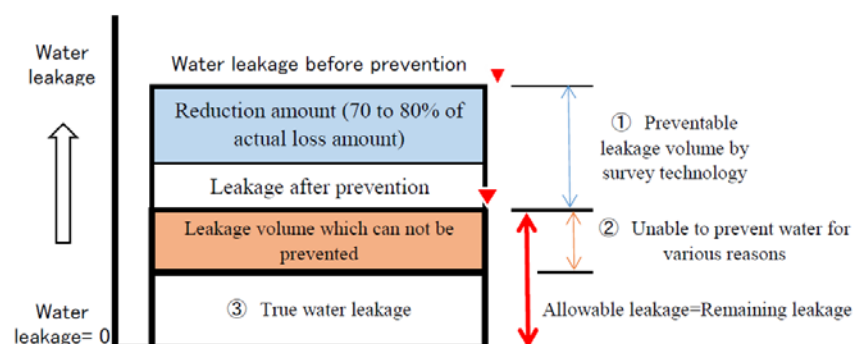 Water
leakage
Water leakage before prevention
Reduction amount (70 to 80% of
actual loss amount)
① Preventable
leakage volume by
survey technology
Leakage after prevention
Leakage volume which can not be
prevented
② Unable to prevent water for
various reasons
③ True water leakage
Allowable leakage=Remaining leakage
Water
leakage= 0